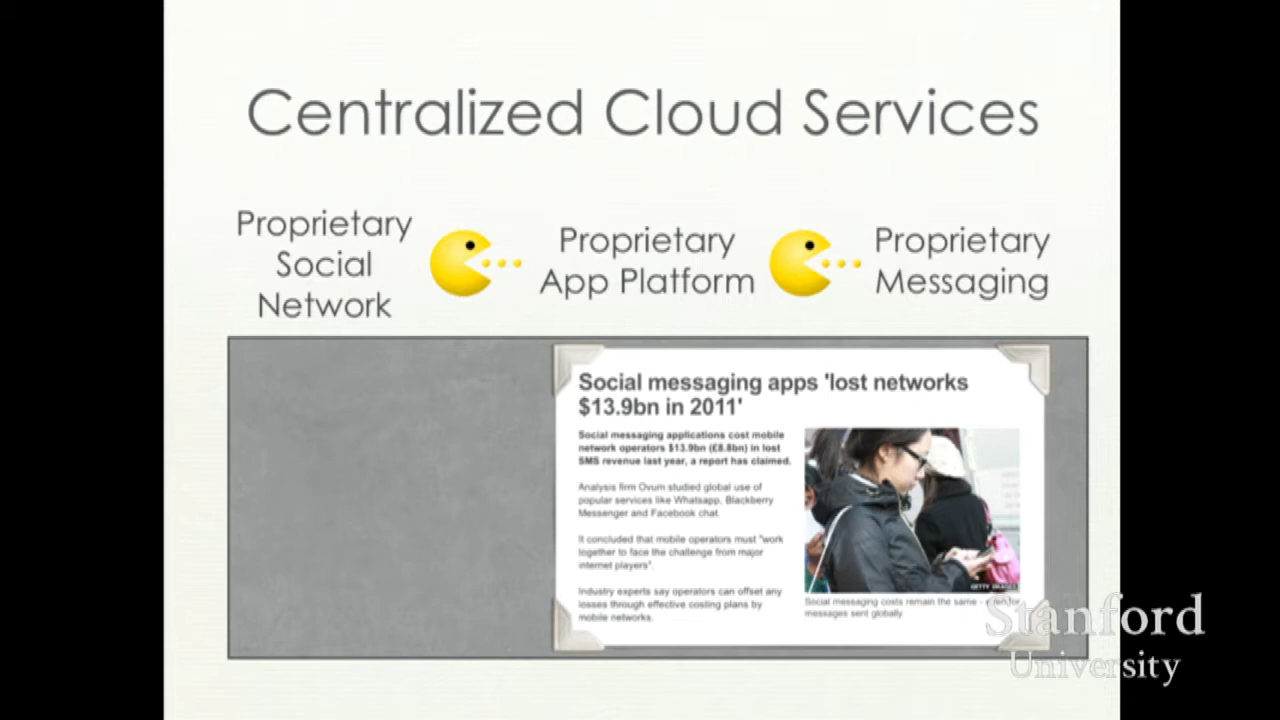 Centralized Cloud Services
Proprietary
Social
Network
Proprietary
App Platform
Proprietary
Messaging
Social messaging apps 'lost networks
$13.9bn in 2011'
Social messaging applications cost mobile
network operators $13.9bn (£8.8bn) in lost
SMS revenue last year, a report has claimed.
Analysis firm Ovum studied global use of
popular services like Whatsapp, Blackberry
Messenger and Facebook chat.
It concluded that mobile operators must "work
together to face the challenge from major
internet players".
Industry experts say operators can offset any
losses through effective costing plans by
mobile networks.
GETTY IMAGES
Social messaging costs remain the same - even for
messages sent globally
Stanford
University